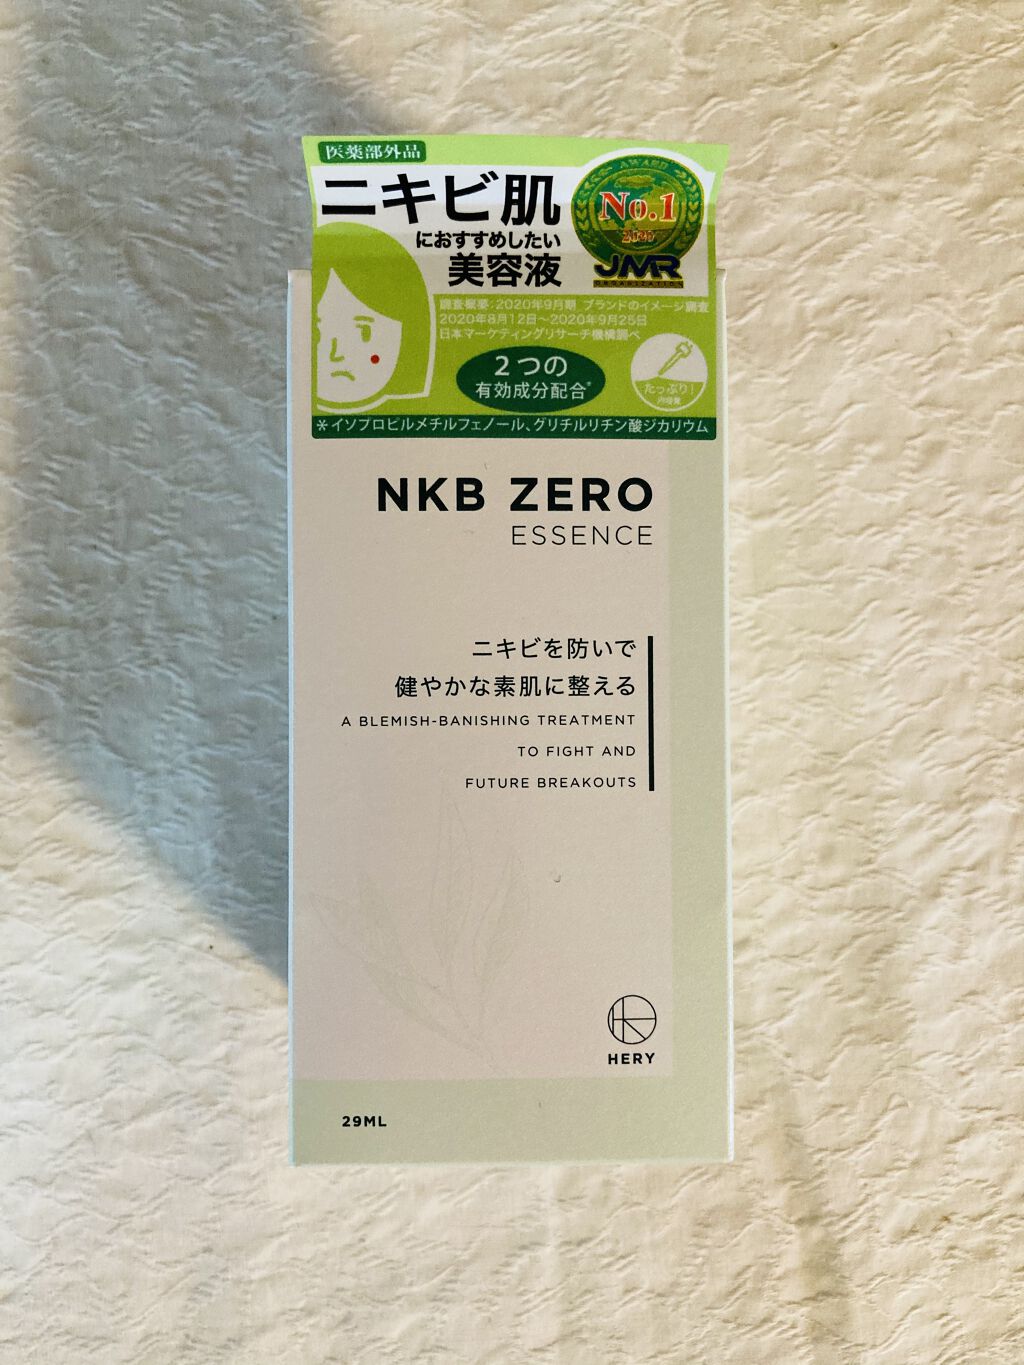 医薬部外品
ニキビ肌
におすすめしたい
美容液
AWARD
No.1
2020
JMR
ORGANIZATION
調査概要:2020年9月期 ブランドのイメージ調査
2020年8月12日～2020年9月25日
日本マーケティングリサーチ機構調べ
2つの
有効成分配合*
たっぷり!
内容量
*イソプロピルメチルフェノール、グリチルリチン酸ジカリウム
NKB ZERO
ESSENCE
ニキビを防いで
健やかな素肌に整える
A BLEMISH-BANISHING TREATMENT
TO FIGHT AND
FUTURE BREAKOUTS
HERY
29ML